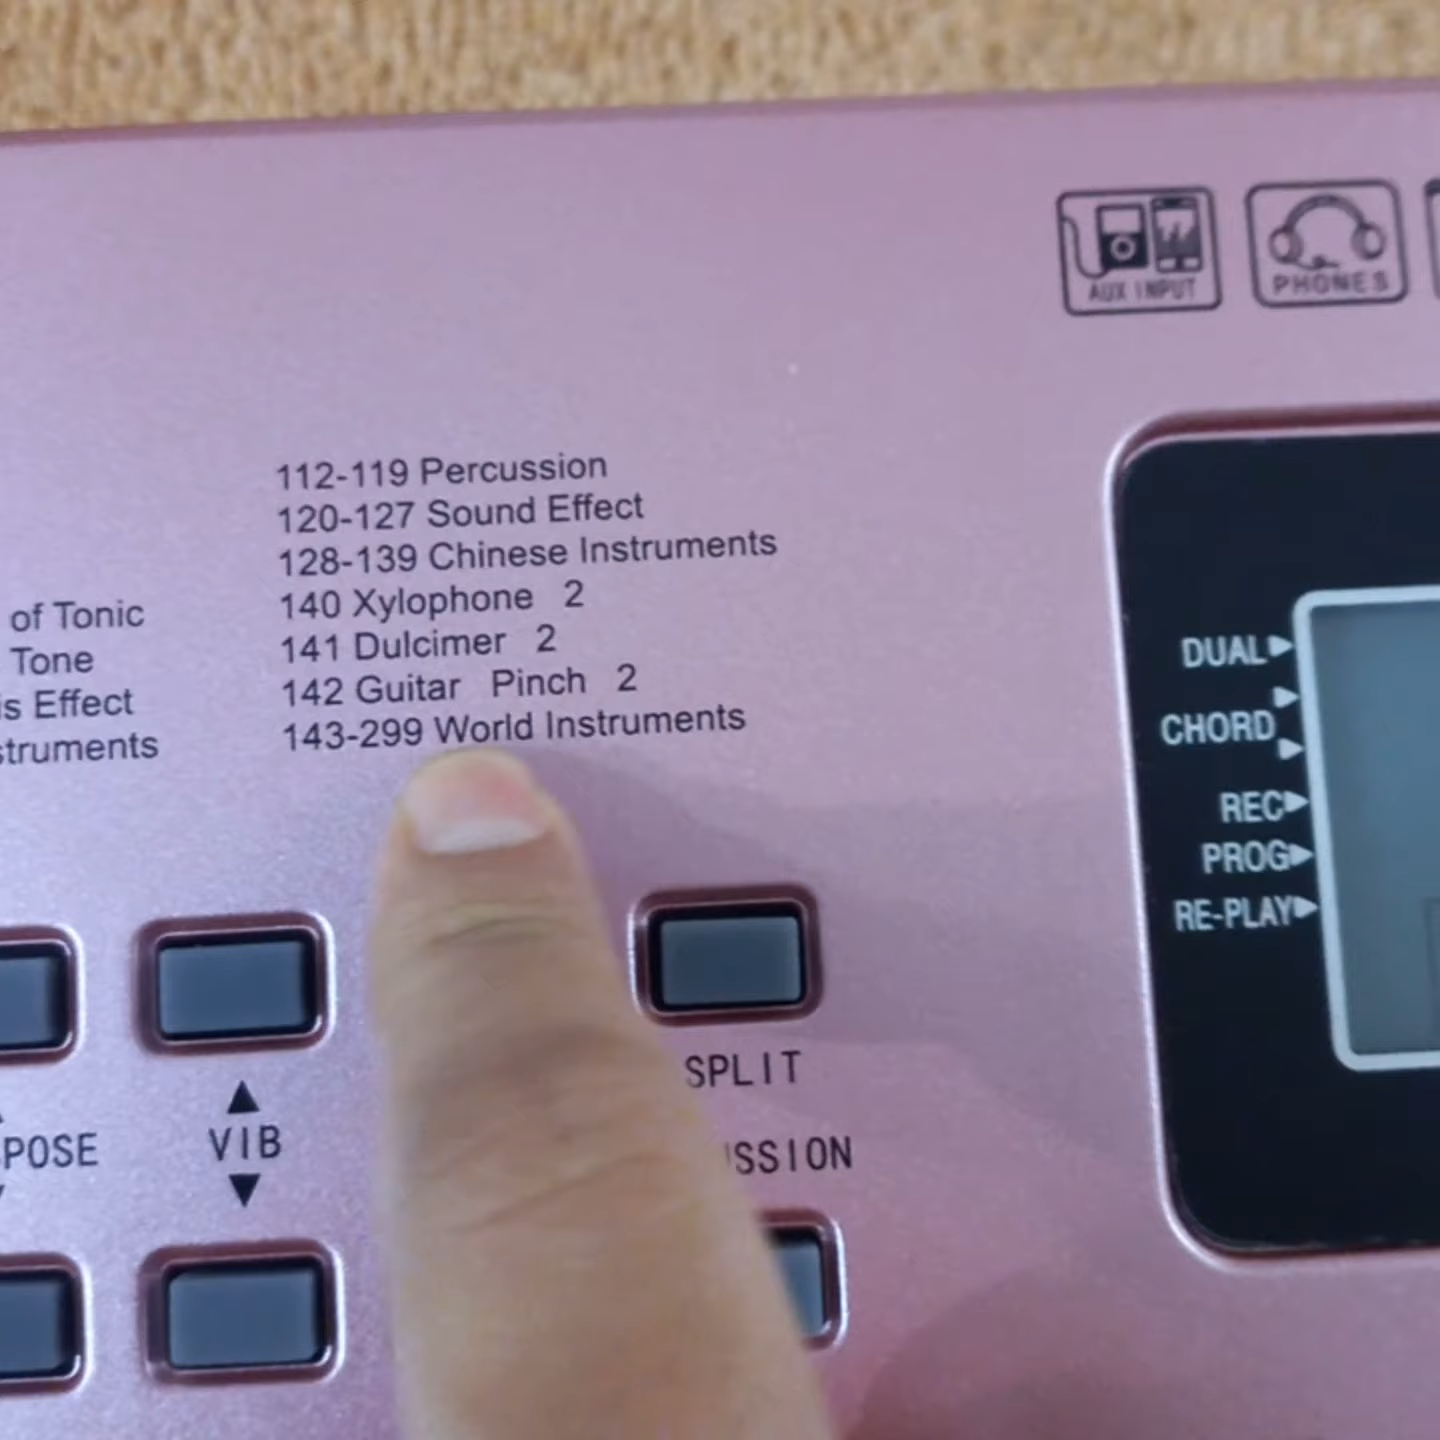 AUX INPUT
PHONES
112-119 Percussion
120-127 Sound Effect
128-139 Chinese Instruments
of Tonic
140 Xylophone 2
Tone
141 Dulcimer 2
is Effect
142 Guitar Pinch 2
struments
143-299 World Instruments
DUAL
CHORD
REC
PROG
RE-PLAY
SPLIT
POSE
VIB
SSION